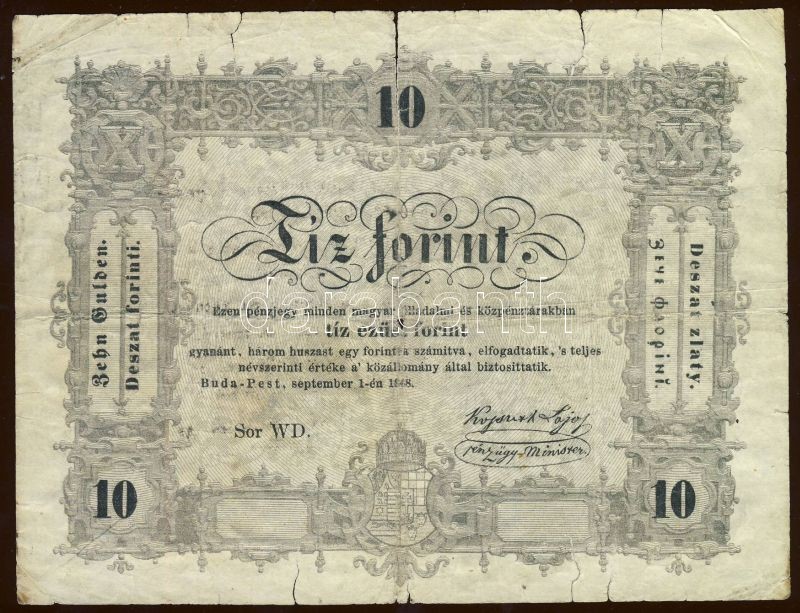 10
X
X
Tiz forint.
Ezen pénzjegy minden magyar álladalmi és közpénztárakban
tíz ezüst forint
gyanánt, három huszast egy forintra számitva, elfogadtatik, 's teljes
névszerinti értéke a' közállomány által biztosittatik.
Buda-Pest, september 1-én 1848.
Sor WD.
Kossuth Lajos
pénzügy Minister.
Zehn Gulden.
Deszat forinti.
Deszat zlaty.
10
10
databanti